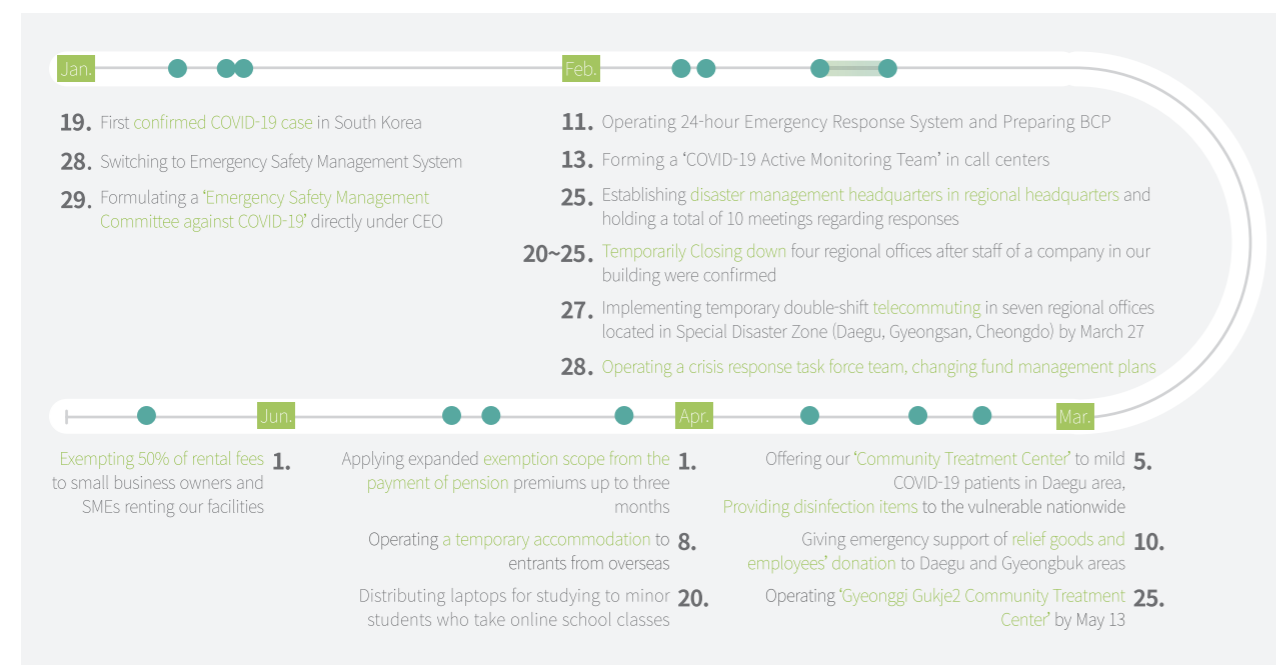 Jan.
19. First confirmed COVID-19 case in South Korea
28. Switching to Emergency Safety Management System
29. Formulating a ‘Emergency Safety Management
Committee against COVID-19’ directly under CEO
Feb.
11. Operating 24-hour Emergency Response System and Preparing BCP
13. Forming a ‘COVID-19 Active Monitoring Team’ in call centers
25. Establishing disaster management headquarters in regional headquarters and
holding a total of 10 meetings regarding responses
20~25. Temporarily Closing down four regional offices after staff of a company in our
building were confirmed
27. Implementing temporary double-shift telecommuting in seven regional offices
located in Special Disaster Zone (Daegu, Gyeongsan, Cheongdo) by March 27
28. Operating a crisis response task force team, changing fund management plans
Mar.
Offering our ‘Community Treatment Center’ to mild 5.
COVID-19 patients in Daegu area,
Providing disinfection items to the vulnerable nationwide
Giving emergency support of relief goods and 10.
employees’ donation to Daegu and Gyeongbuk areas
Operating ‘Gyeonggi Gukje2 Community Treatment 25.
Center’ by May 13
Apr.
Applying expanded exemption scope from the 1.
payment of pension premiums up to three
months
Operating a temporary accommodation to 8.
entrants from overseas
Distributing laptops for studying to minor 20.
students who take online school classes
Jun.
Exempting 50% of rental fees 1.
to small business owners and
SMEs renting our facilities